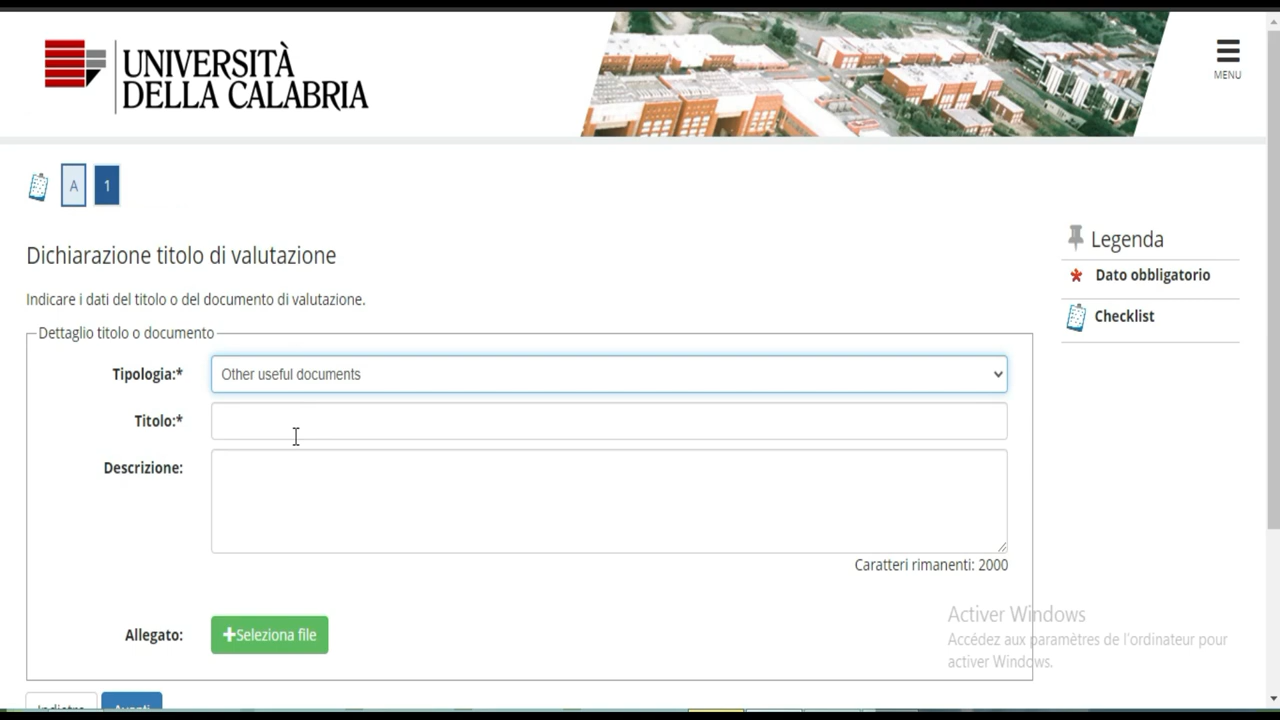 UNIVERSITÀ
DELLA CALABRIA
MENU
A
1
Dichiarazione titolo di valutazione
Indicare i dati del titolo o del documento di valutazione.
Dettaglio titolo o documento
Tipologia:*
Other useful documents
Titolo:*
Descrizione:
Caratteri rimanenti: 2000
Allegato:
Seleziona file
Indietro
Avanti
Legenda
Dato obbligatorio
Checklist
Activer Windows
Accédez aux paramètres de l'ordinateur pour
activer Windows.